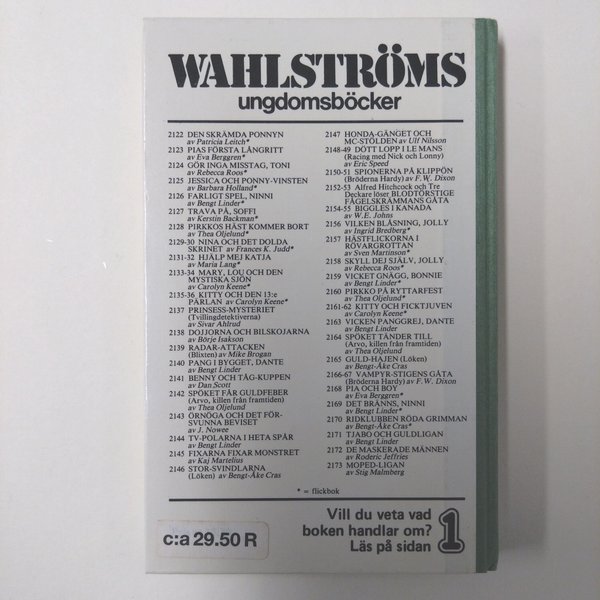 WAHLSTRÖMS
ungdomsböcker
2122 DEN SKRÄMDA PONNYN
av Patricia Leitch*
2123 PIAS FÖRSTA LÅNGRITT
av Eva Berggren*
2124 GÖR INGA MISSTAG, TONI
av Rebecca Roos*
2125 JESSICA OCH PONNY-VINSTEN
av Barbara Holland*
2126 FARLIGT SPEL, NINNI
av Bengt Linder*
2127 TRAVA PÅ, SOFFI
av Kerstin Backman*
2128 PIRKKOS HÄST KOMMER BORT
av Thea Oljelund*
2129-30 NINA OCH DET DOLDA
SKRINET av Frances K. Judd*
2131-32 HJÄLP MEJ KATJA
av Maria Lang*
2133-34 MARY, LOU OCH DEN
MYSTISKA SJÖN
av Carolyn Keene*
2135-36 KITTY OCH DEN 13:e
PÄRLAN av Carolyn Keene*
2137 PRINSESS-MYSTERIET
(Tvillingdetektiverna)
av Sivar Ahlrud
2138 DOJJORNA OCH BILSKOJARNA
av Börje Isakson
2139 RADAR-ATTACKEN
(Blixten) av Mike Brogan
2140 PANG I BYGGET, DANTE
av Bengt Linder
2141 BENNY OCH TÅG-KUPPEN
av Dan Scott
2142 SPÖKET FÅR GULDFEBER
(Arvo, killen från framtiden)
av Thea Oljelund
2143 ÖRNÖGA OCH DET FÖR-
SVUNNA BEVISET
av J. Nowee
2144 TV-POLARNA I HETA SPÅR
av Bengt Linder
2145 FIXARNA FIXAR MONSTRET
av Kaj Martelius
2146 STOR-SVINDLARNA
(Löken) av Bengt-Åke Cras
2147 HONDA-GÄNGET OCH
MC-STÖLDEN av Ulf Nilsson
2148-49 DÖTT LOPP I LE MANS
(Racing med Nick och Lonny)
av Eric Speed
2150-51 SPIONERNA PÅ KLIPPÖN
(Bröderna Hardy) av F.W. Dixon
2152-53 Alfred Hitchcock och Tre
Deckare löser BLODTÖRSTIGE
FÅGELSKRÄMMANS GÅTA
2154-55 BIGGLES I KANADA
av W.E. Johns
2156 VILKEN BLÅSNING, JOLLY
av Ingrid Bredberg*
2157 HÄSTFLICKORNA I
RÖVARGROTTAN
av Sven Martinson*
2158 SKYLL DEJ SJÄLV, JOLLY
av Rebecca Roos*
2159 VICKET GNÄGG, BONNIE
av Bengt Linder*
2160 PIRKKO PÅ RYTTARFEST
av Thea Oljelund*
2161-62 KITTY OCH FICKTJUVEN
av Carolyn Keene*
2163 VICKEN PANGGREJ, DANTE
av Bengt Linder
2164 SPÖKET TÄNDER TILL
(Arvo, killen från framtiden)
av Thea Oljelund
2165 GULD-HAJEN (Löken)
av Bengt-Åke Cras
2166-67 VAMPYR-STIGENS GÅTA
(Bröderna Hardy) av F.W. Dixon
2168 PIA OCH BOY
av Eva Berggren*
2169 DET BRÄNNS, NINNI
av Bengt Linder*
2170 RIDKLUBBEN RÖDA GRIMMAN
av Bengt-Åke Cras*
2171 TJABO OCH GULDLIGAN
av Bengt Linder
2172 DE MASKERADE MÄNNEN
av Roderic Jeffries
2173 MOPED-LIGAN
av Stig Malmberg
* = flickbok
Vill du veta vad
boken handlar om?
Läs på sidan 1
c:a 29.50 R